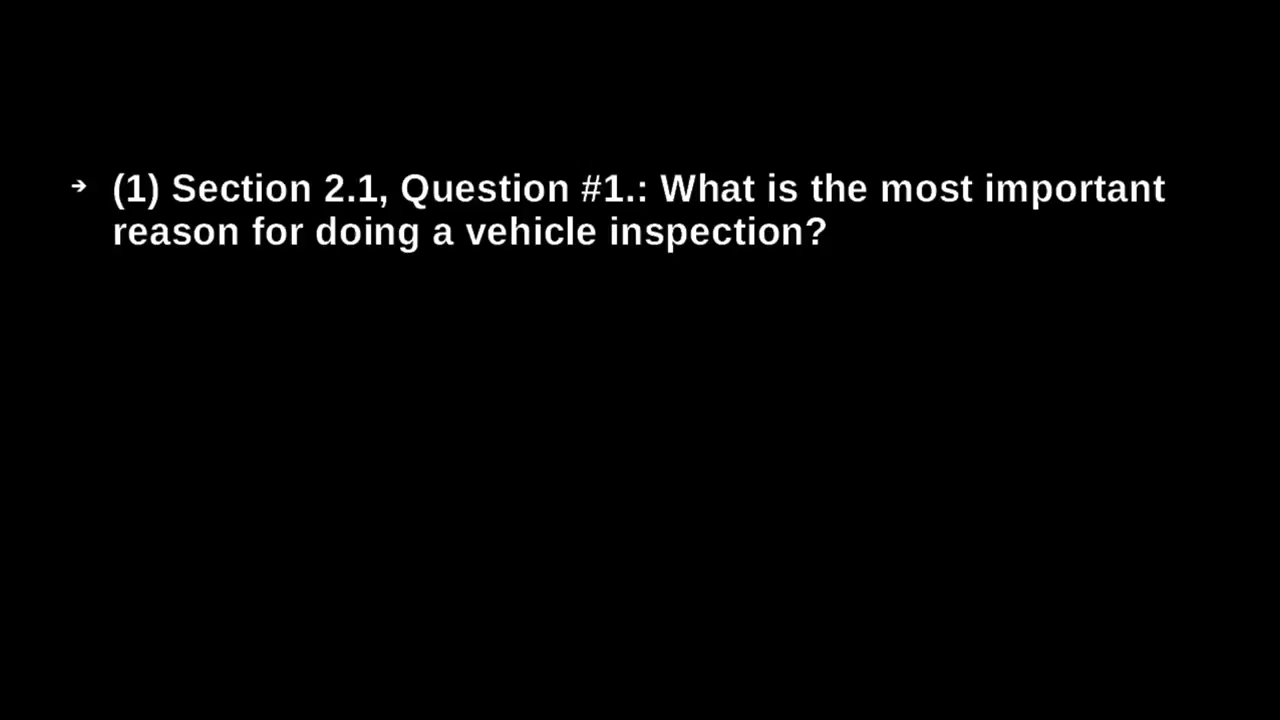 ➔ (1) Section 2.1, Question #1.: What is the most important
reason for doing a vehicle inspection?